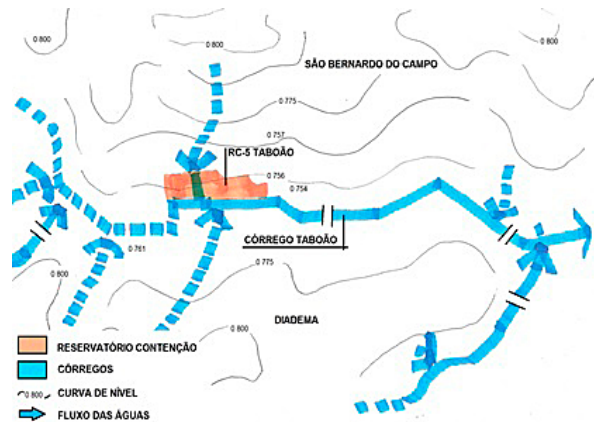 0 800
0 800
SÃO BERNARDO DO CAMPO
0 775
0 757
RC-5 TABOÃO
0 756
0 754
0 761
CÓRREGO TABOÃO
0 775
0 800
DIADEMA
0 800
RESERVATÓRIO CONTENÇÃO
CÓRREGOS
0 800 CURVA DE NÍVEL
FLUXO DAS ÁGUAS